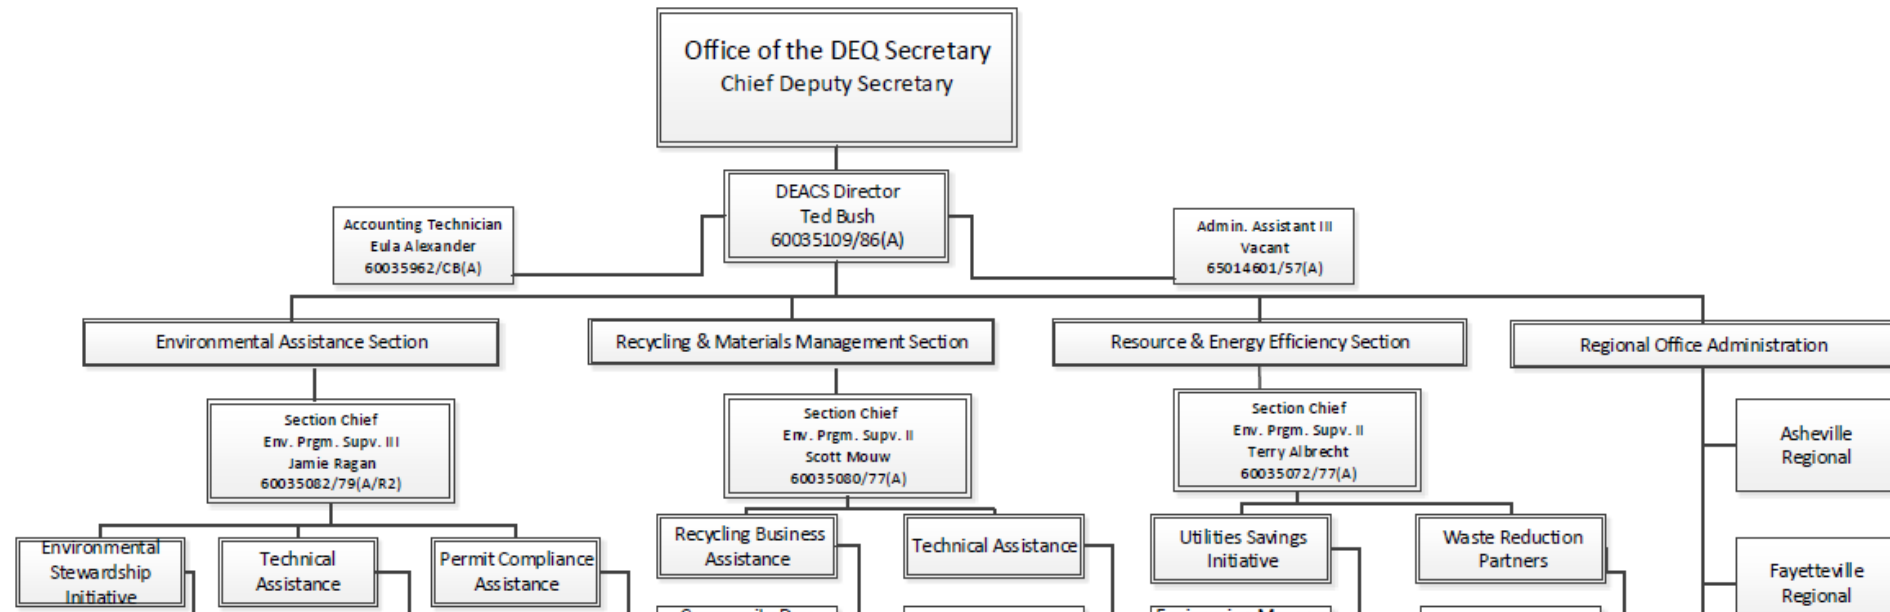 Office of the DEQ Secretary
Chief Deputy Secretary
DEACS Director
Ted Bush
60035109/86(A)
Accounting Technician
Eula Alexander
60035962/CB(A)
Admin. Assistant III
Vacant
65014601/57(A)
Environmental Assistance Section
Recycling & Materials Management Section
Resource & Energy Efficiency Section
Regional Office Administration
Section Chief
Env. Prgm. Supv. III
Jamie Ragan
60035082/79(A/R2)
Section Chief
Env. Prgm. Supv. II
Scott Mouw
60035080/77(A)
Section Chief
Env. Prgm. Supv. II
Terry Albrecht
60035072/77(A)
Asheville
Regional
Environmental
Stewardship
Initiative
Technical
Assistance
Permit Compliance
Assistance
Recycling Business
Assistance
Technical Assistance
Utilities Savings
Initiative
Waste Reduction
Partners
Fayetteville
Regional